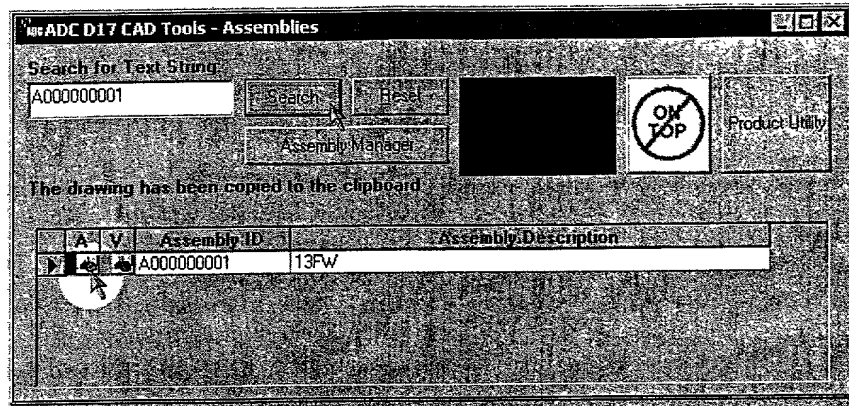 ABC ADC D17 CAD Tools - Assemblies
Search for Text String:
A000000001
Search Reset
Assembly Manager
ON
TOP
Product Utility
The drawing has been copied to the clipboard
A V Assembly.ID Assembly.Description
A000000001 13FW